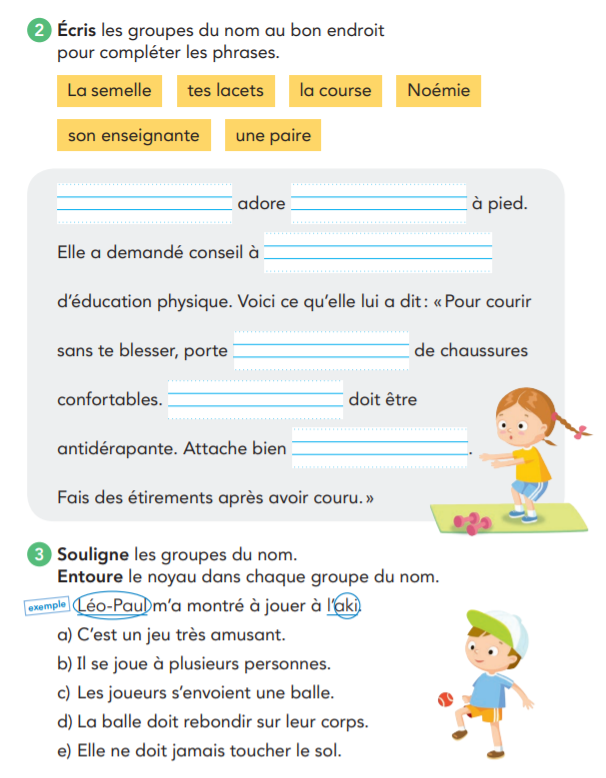 2 Écris les groupes du nom au bon endroit
pour compléter les phrases.
La semelle tes lacets la course Noémie
son enseignante une paire
adore à pied.
Elle a demandé conseil à
d’éducation physique. Voici ce qu’elle lui a dit : « Pour courir
sans te blesser, porte de chaussures
confortables. doit être
antidérapante. Attache bien .
Fais des étirements après avoir couru. »
3 Souligne les groupes du nom.
Entoure le noyau dans chaque groupe du nom.
exemple Léo-Paul m’a montré à jouer à l’aki.
a) C’est un jeu très amusant.
b) Il se joue à plusieurs personnes.
c) Les joueurs s’envoient une balle.
d) La balle doit rebondir sur leur corps.
e) Elle ne doit jamais toucher le sol.